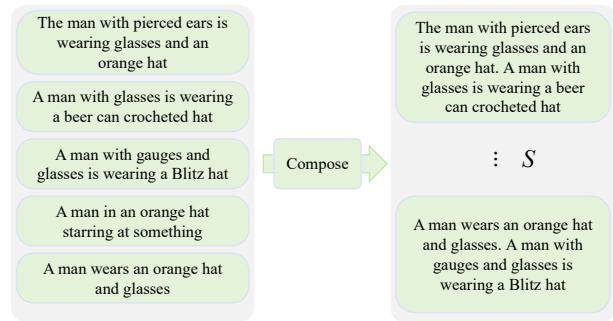 The man with pierced ears is
wearing glasses and an
orange hat
A man with glasses is wearing
a beer can crocheted hat
A man with gauges and
glasses is wearing a Blitz hat
A man in an orange hat
starring at something
A man wears an orange hat
and glasses
Compose
The man with pierced ears
is wearing glasses and an
orange hat. A man with
glasses is wearing a beer
can crocheted hat
⋮ S
A man wears an orange hat
and glasses. A man with
gauges and glasses is
wearing a Blitz hat